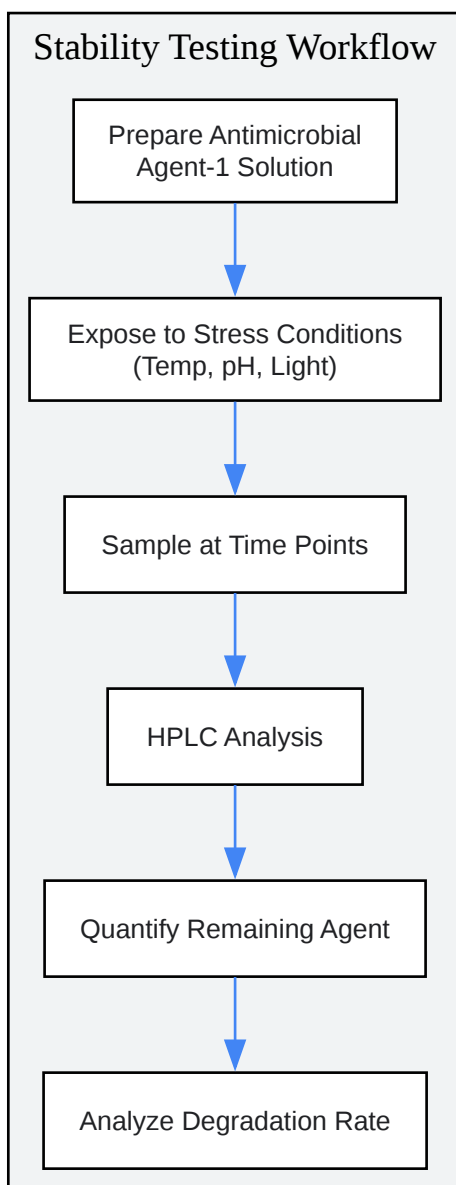 Stability Testing Workflow
Prepare Antimicrobial
Agent-1 Solution
Expose to Stress Conditions
(Temp, pH, Light)
Sample at Time Points
HPLC Analysis
Quantify Remaining Agent
Analyze Degradation Rate